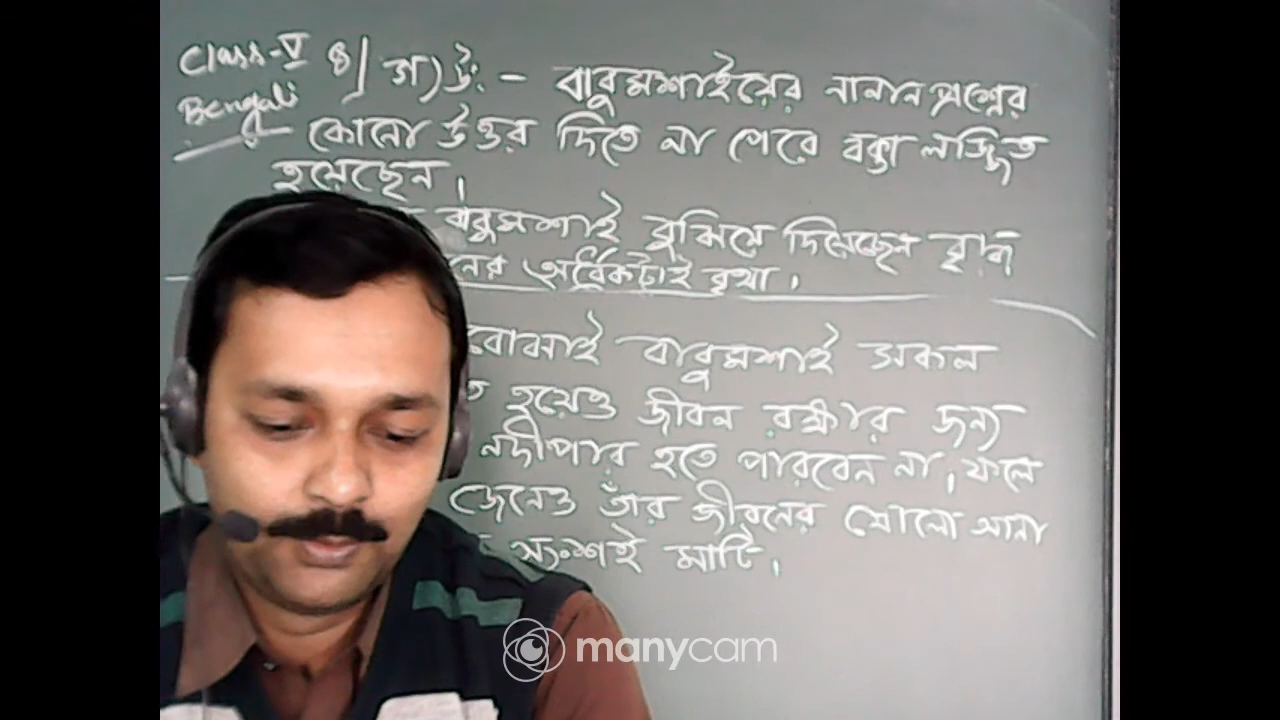 Class-V ৪| গ) উঃ - বাবুমশাইয়ের নানান প্রশ্নের
Bengali
কোনো উত্তর দিতে না পেরে বক্তা লজ্জিত
হয়েছেন।
বাবুমশাই বুঝিয়ে দিয়েছেন
নের অর্ধেকটাই বৃথা।
বোঝাই বাবুমশাই সকল
হয়েও জীবন রক্ষার জন্য
নদীপার হতে পারবেন না, ফলে
জেনেও তাঁর জীবনের ষোলো আনা
অংশই মাটি।
manycam